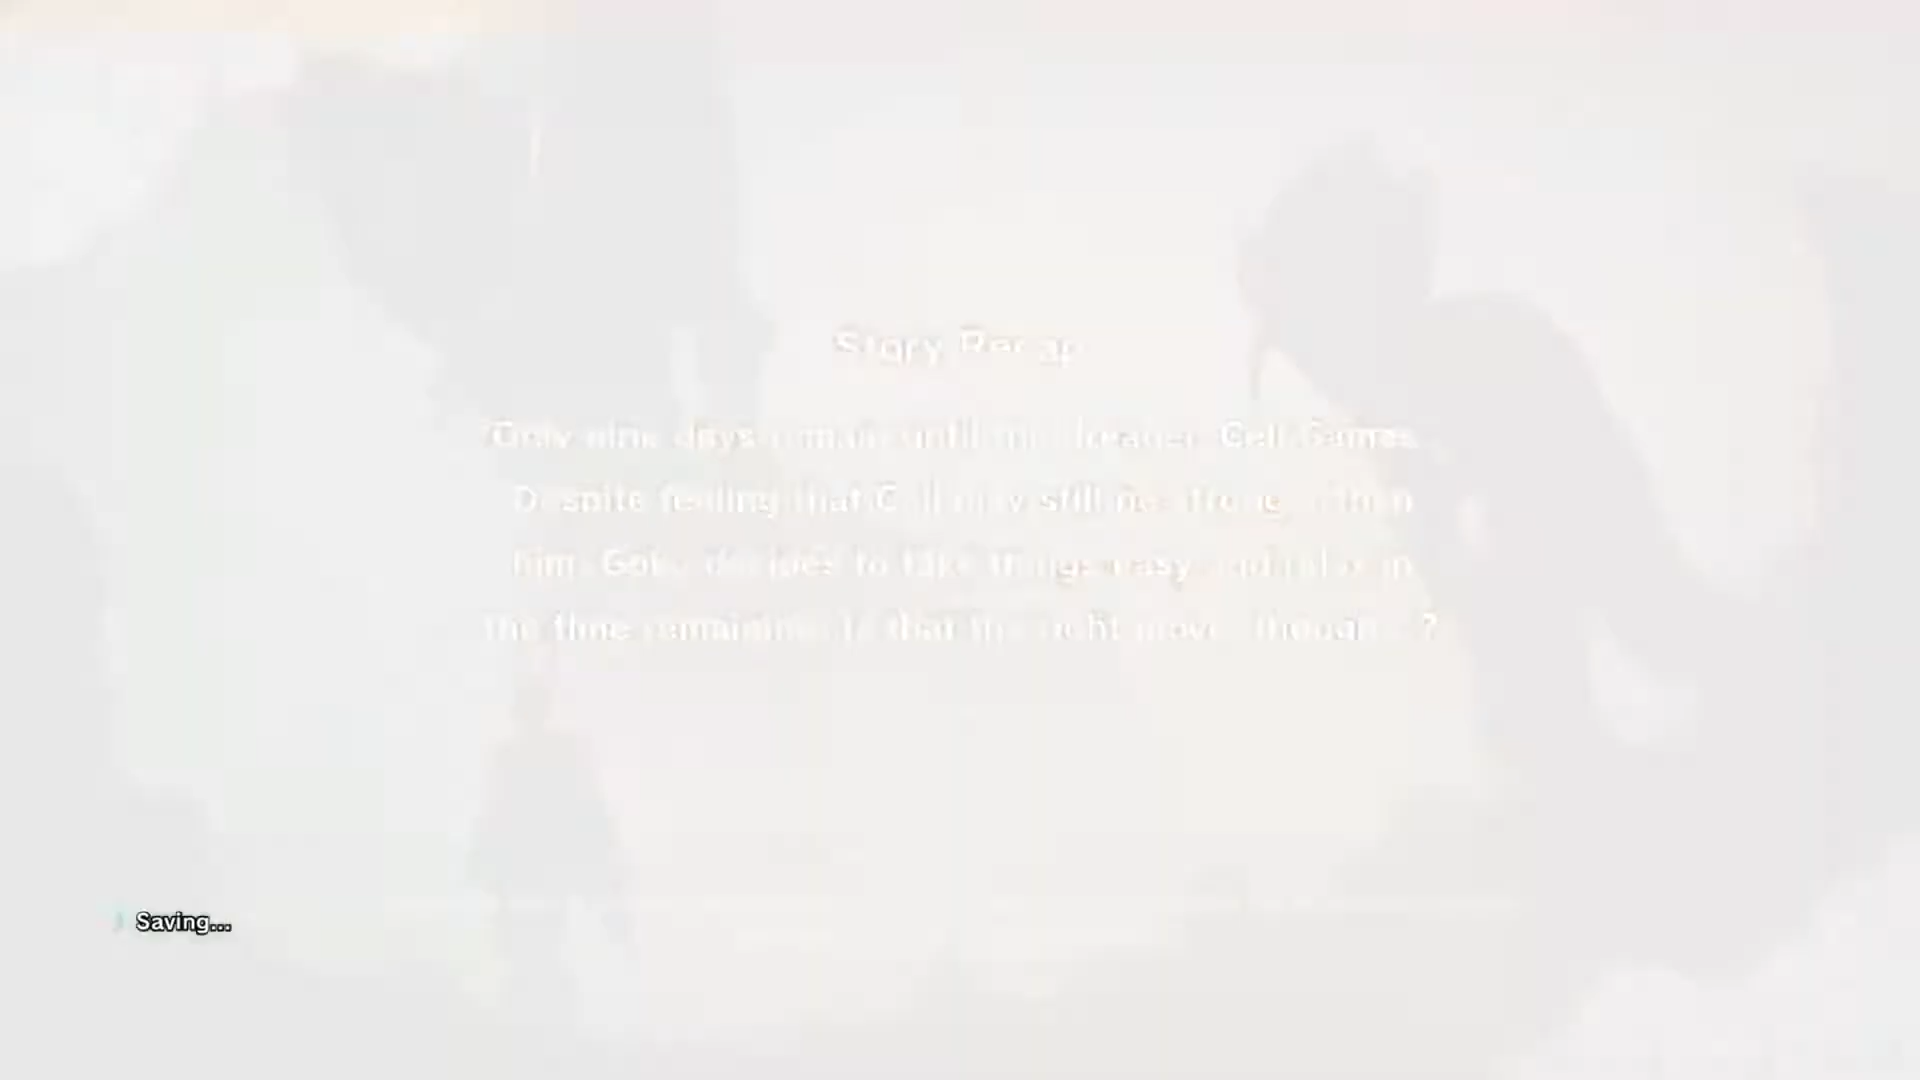 Story Recap
Only nine days remain until the dreaded Cell Games.
Despite feeling that Cell may still be stronger than
him, Goku decides to take things easy and relax in
the time remaining. Is that the right move, though...?
Saving...